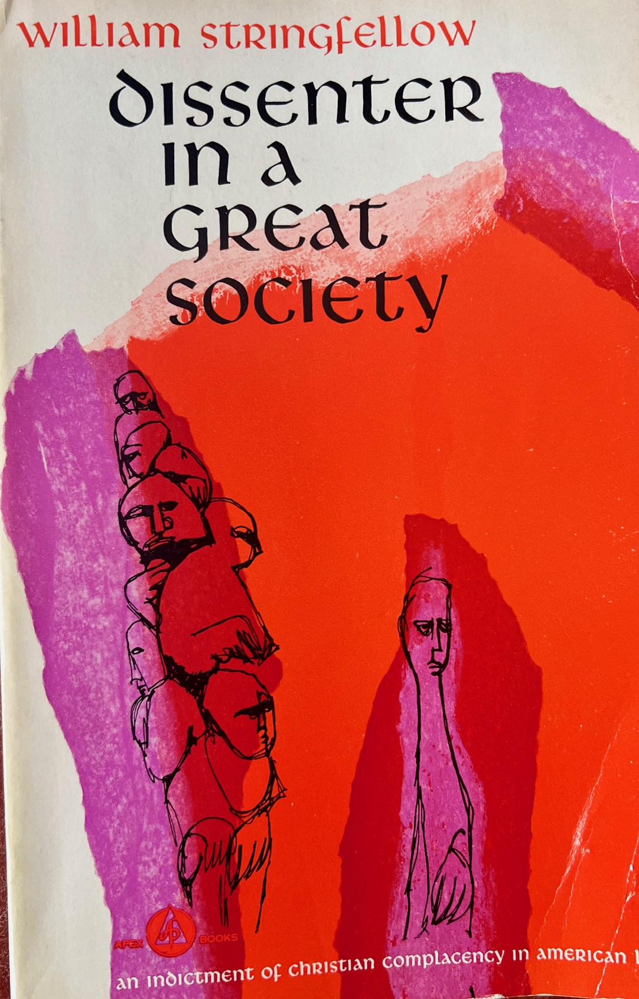 William Stringfellow
Dissenter
in a
Great
Society
APEX BOOKS
an indictment of Christian complacency in American